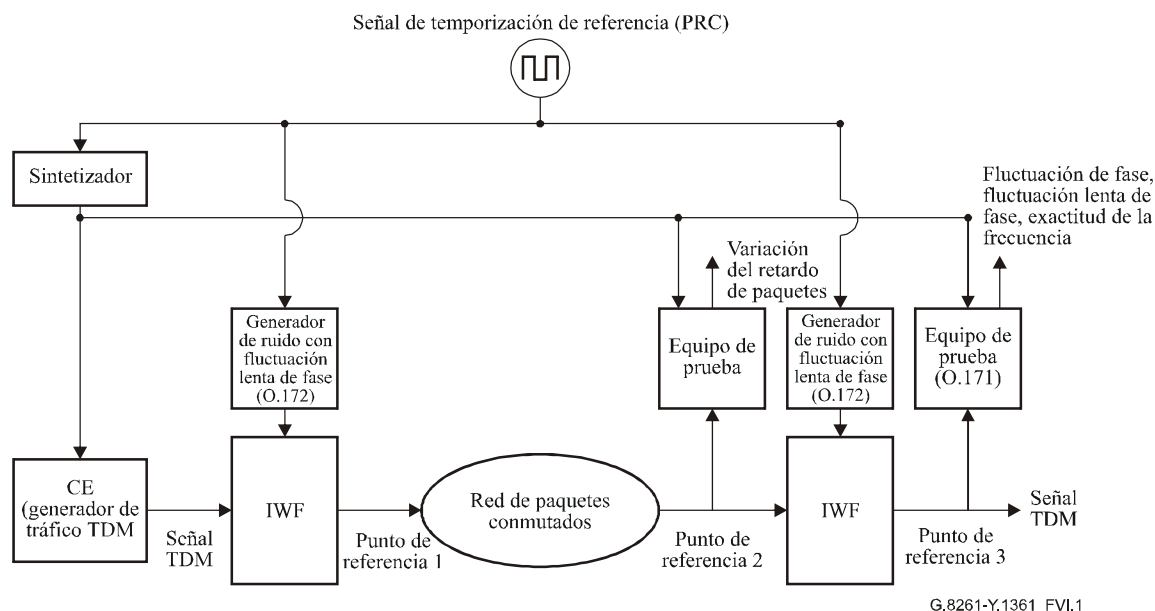 Señal de temporización de referencia (PRC)
Sintetizador
Fluctuación de fase,
fluctuación lenta de
fase, exactitud de la
frecuencia
Variación
del retardo
de paquetes
Generador
de ruido con
fluctuación
lenta de fase
(O.172)
Equipo de
prueba
Generador
de ruido con
fluctuación
lenta de fase
(O.172)
Equipo de
prueba
(O.171)
CE
(generador de
tráfico TDM
Señal
TDM
IWF
Punto de
referencia 1
Red de paquetes
conmutados
Punto de
referencia 2
IWF
Punto de
referencia 3
Señal
TDM
G.8261-Y.1361_FVI.1